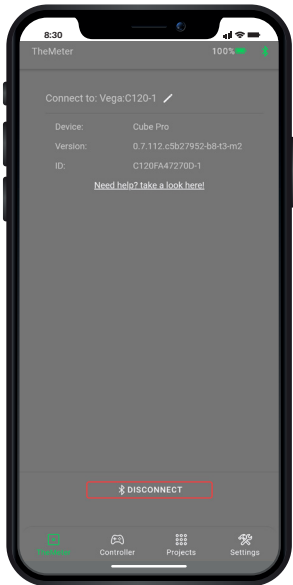 8:30
TheMeter 100%
Connect to: Vega:C120-1
Device: Cube Pro
Version: 0.7.112.c5b27952-b8-t3-m2
ID: C120FA47270D-1
Need help? take a look here!
DISCONNECT
TheMeter Controller Projects Settings